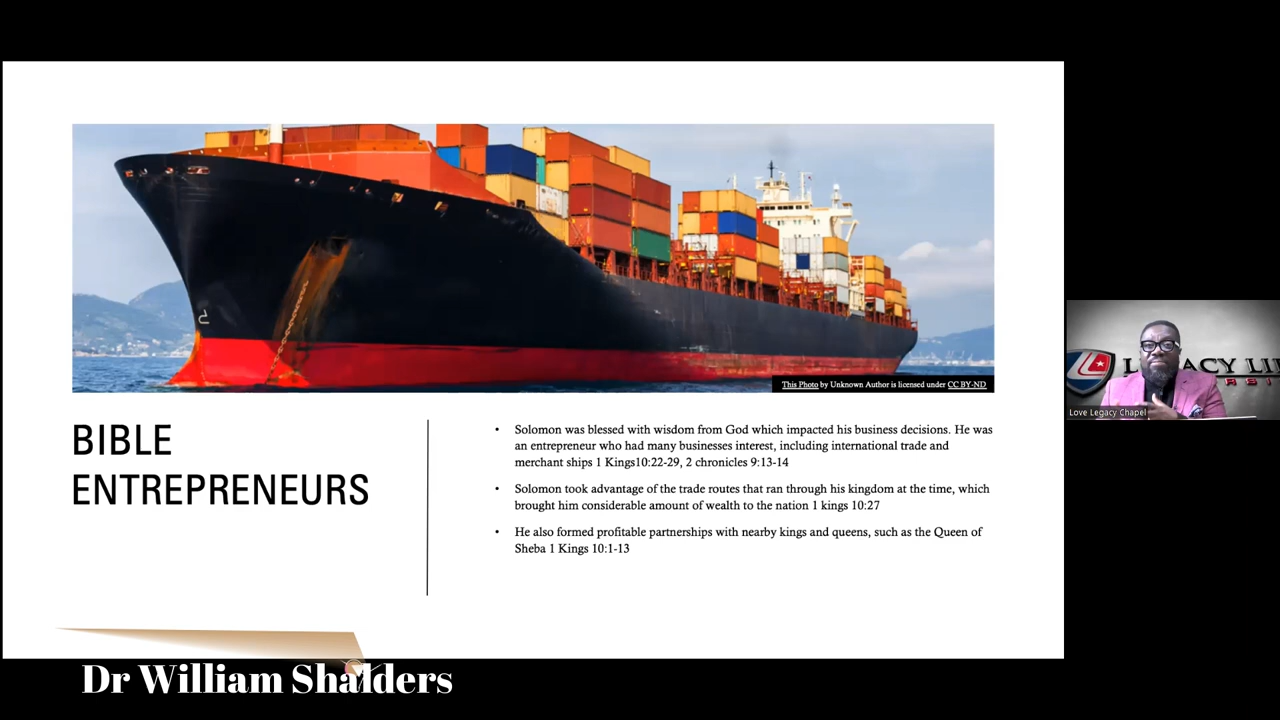 This Photo by Unknown Author is licensed under CC BY-ND
BIBLE
ENTREPRENEURS
• Solomon was blessed with wisdom from God which impacted his business decisions. He was
an entrepreneur who had many businesses interest, including international trade and
merchant ships 1 Kings10:22-29, 2 chronicles 9:13-14
• Solomon took advantage of the trade routes that ran through his kingdom at the time, which
brought him considerable amount of wealth to the nation 1 kings 10:27
• He also formed profitable partnerships with nearby kings and queens, such as the Queen of
Sheba 1 Kings 10:1-13
Love Legacy Chapel
Dr William Shalders